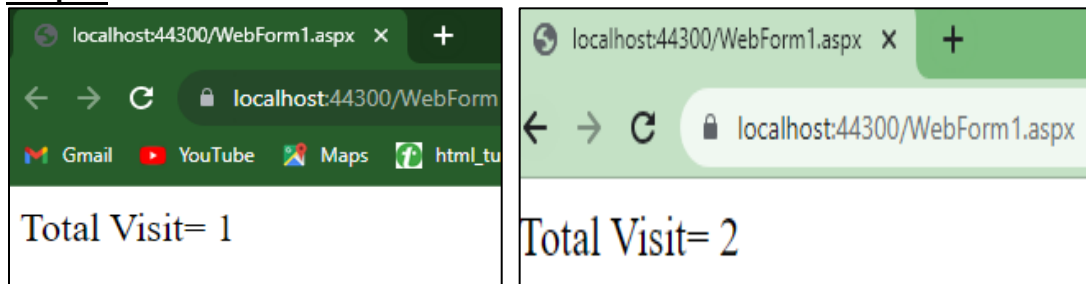 localhost:44300/WebForm1.aspx
localhost:44300/WebForm
Gmail YouTube Maps html_tu
Total Visit= 1
localhost:44300/WebForm1.aspx
localhost:44300/WebForm1.aspx
Total Visit= 2